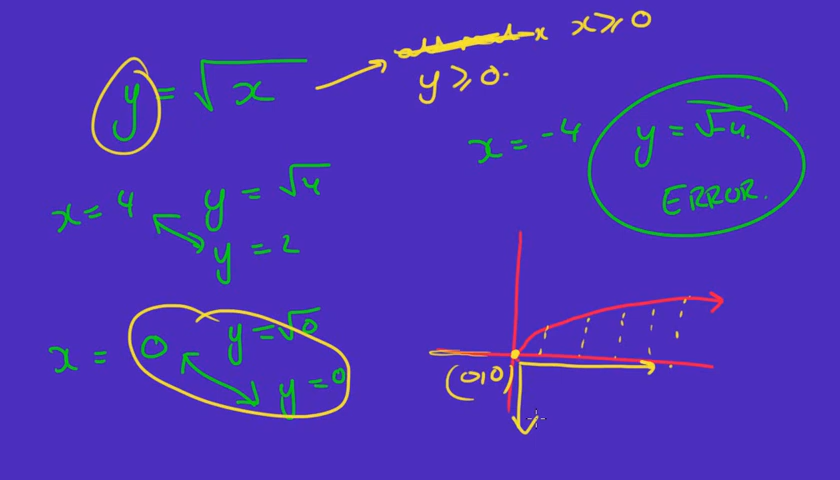 x ≥ 0
y = √x
y ≥ 0.
x = -4
y = √-4.
ERROR.
x = 4
y = √4
y = 2
x = 0
y = √0
y = 0
(0,0)